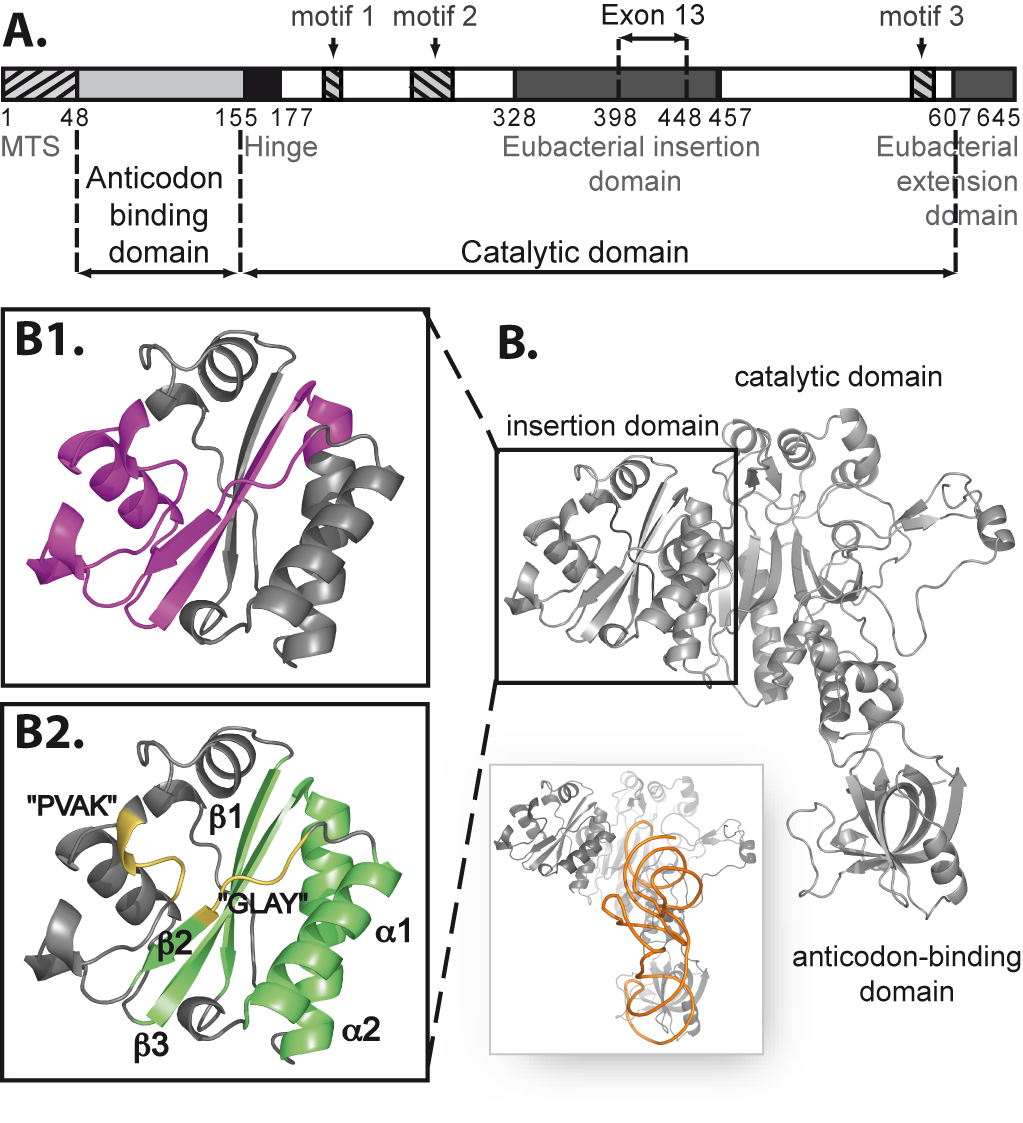 A.
motif 1 motif 2 Exon 13 motif 3
1 48 155 177 328 398 448 457 607 645
MTS Hinge Eubacterial insertion domain Eubacterial extension domain
Anticodon
binding
domain
Catalytic domain
B1.
B.
catalytic domain
insertion domain
B2.
"PVAK"
β1
"GLAY"
β2
α1
β3
α2
anticodon-binding
domain